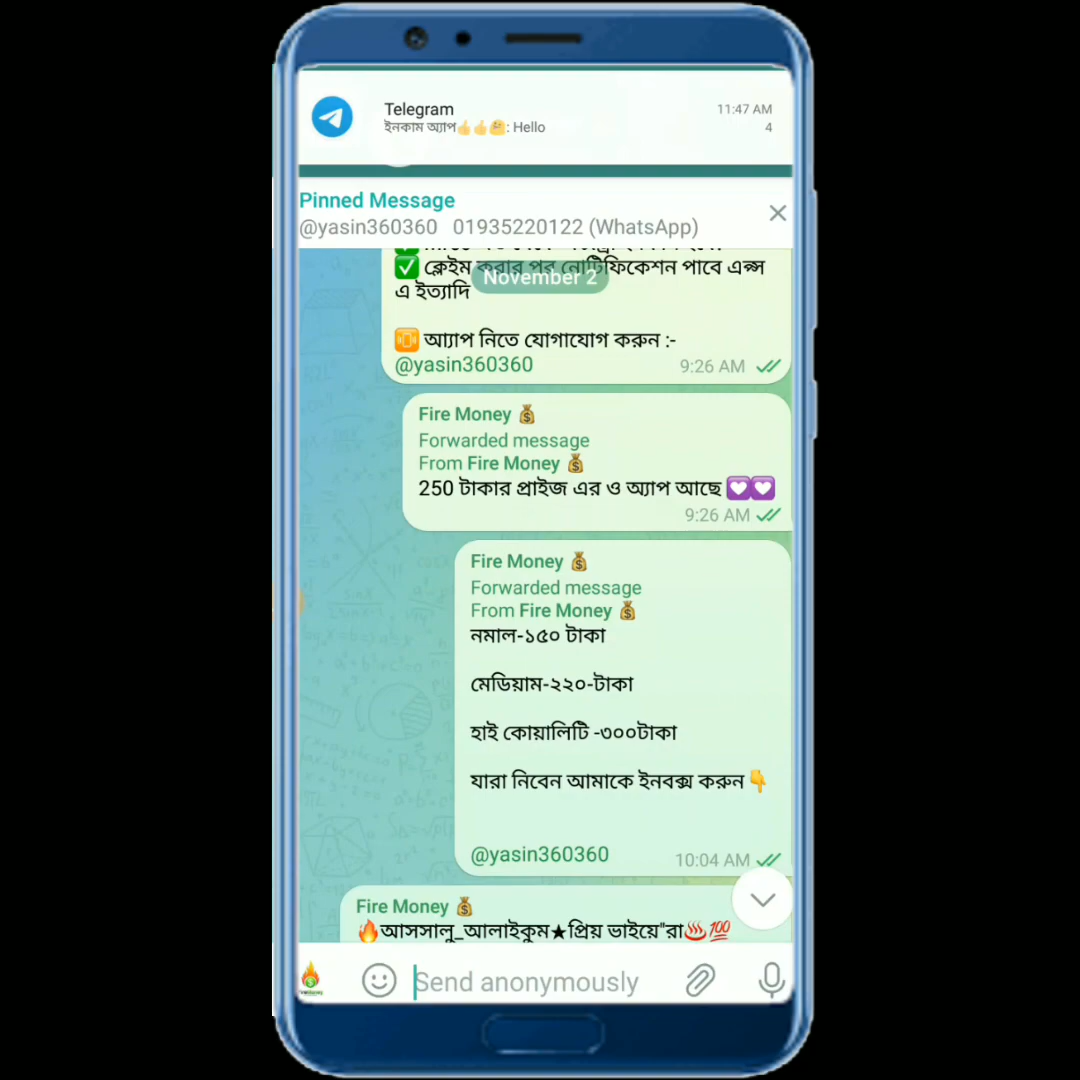 Telegram
11:47 AM
ইনকাম অ্যাপ👍👍🤔: Hello
4
Pinned Message
@yasin360360 01935220122 (WhatsApp)
✅ ক্লেইম করার পর নোটিফিকেশন পাবে এপ্স
November 2
এ ইত্যাদি
📳 আ্যাপ নিতে যোগাযোগ করুন :-
@yasin360360
9:26 AM
Fire Money 💰
Forwarded message
From Fire Money 💰
250 টাকার প্রাইজ এর ও অ্যাপ আছে 💟💟
9:26 AM
Fire Money 💰
Forwarded message
From Fire Money 💰
নমাল-১৫০ টাকা
মেডিয়াম-২২০-টাকা
হাই কোয়ালিটি -৩০০টাকা
যারা নিবেন আমাকে ইনবক্স করুন👇
@yasin360360
10:04 AM
Fire Money 💰
🔥আসসালু_আলাইকুম★প্রিয় ভাইয়ে"রা♨💯
Send anonymously